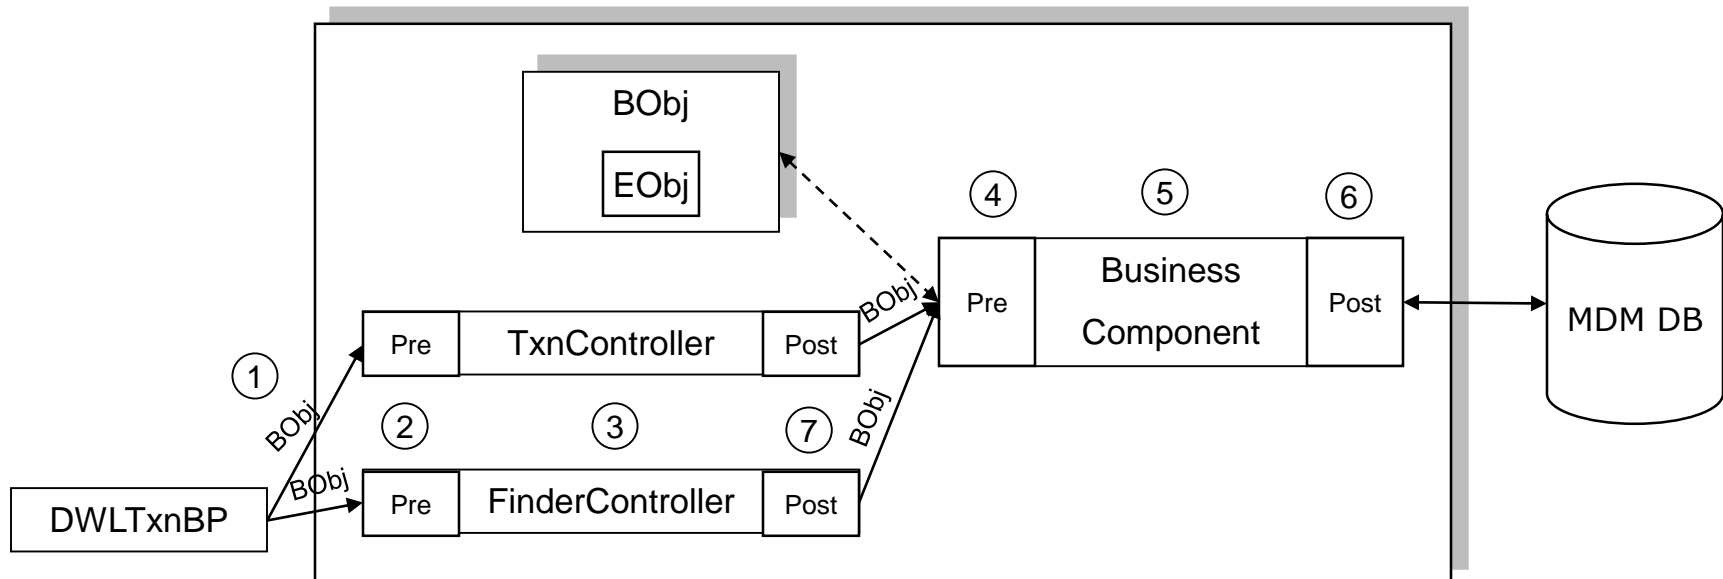 BObj
EObj
4
5
6
Business
Component
Pre
Post
MDM DB
BObj
Pre
TxnController
Post
1
BObj
2
3
7
BObj
BObj
Pre
FinderController
Post
DWLTxnBP